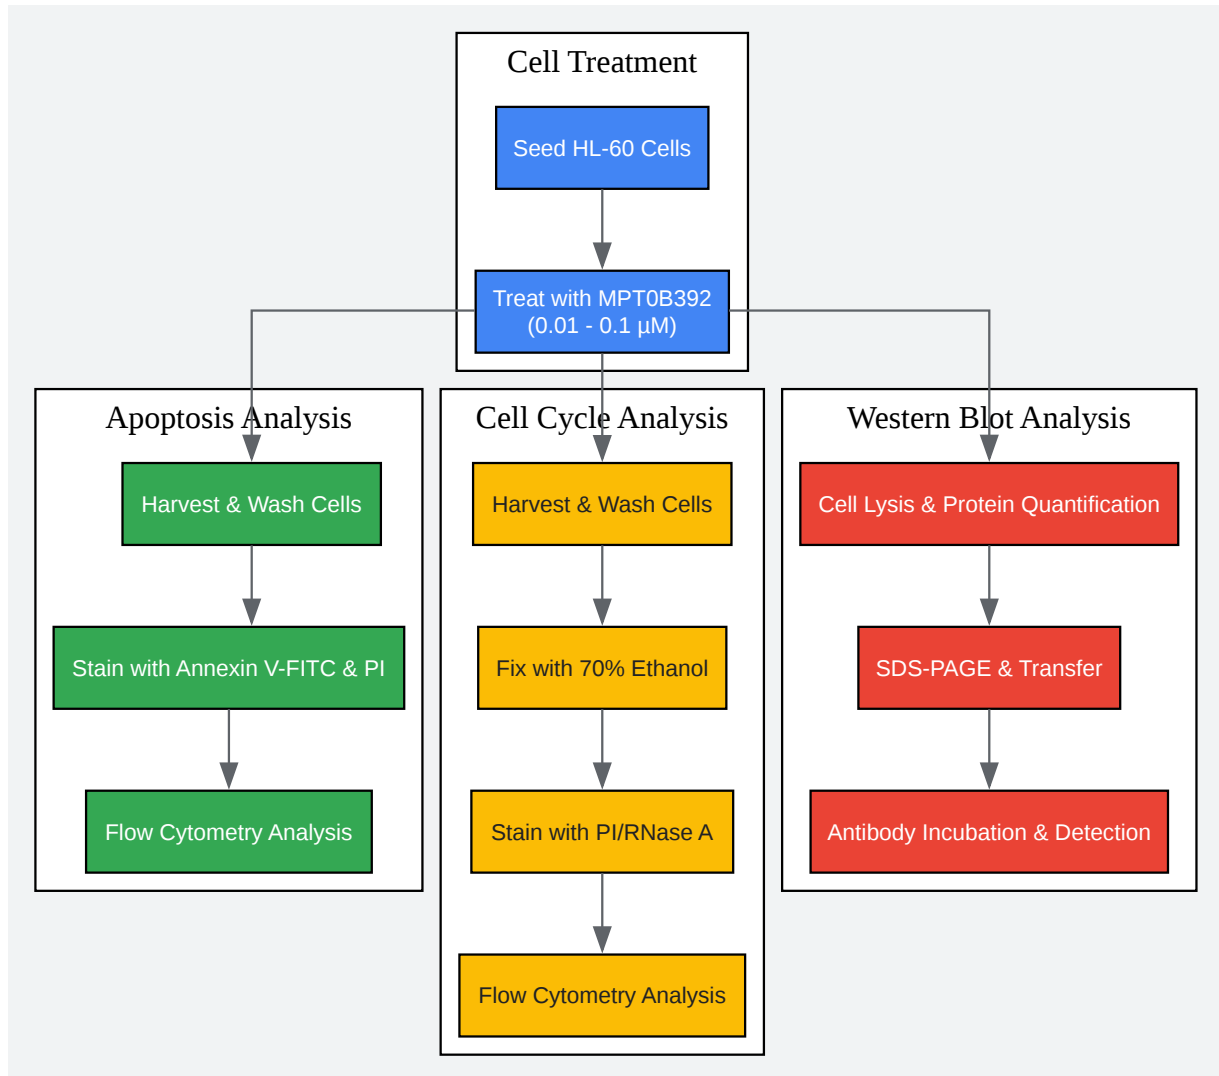 Cell Treatment
Seed HL-60 Cells
Treat with MPT0B392
(0.01 - 0.1 µM)
Apoptosis Analysis
Harvest & Wash Cells
Stain with Annexin V-FITC & PI
Flow Cytometry Analysis
Cell Cycle Analysis
Harvest & Wash Cells
Fix with 70% Ethanol
Stain with PI/RNase A
Flow Cytometry Analysis
Western Blot Analysis
Cell Lysis & Protein Quantification
SDS-PAGE & Transfer
Antibody Incubation & Detection